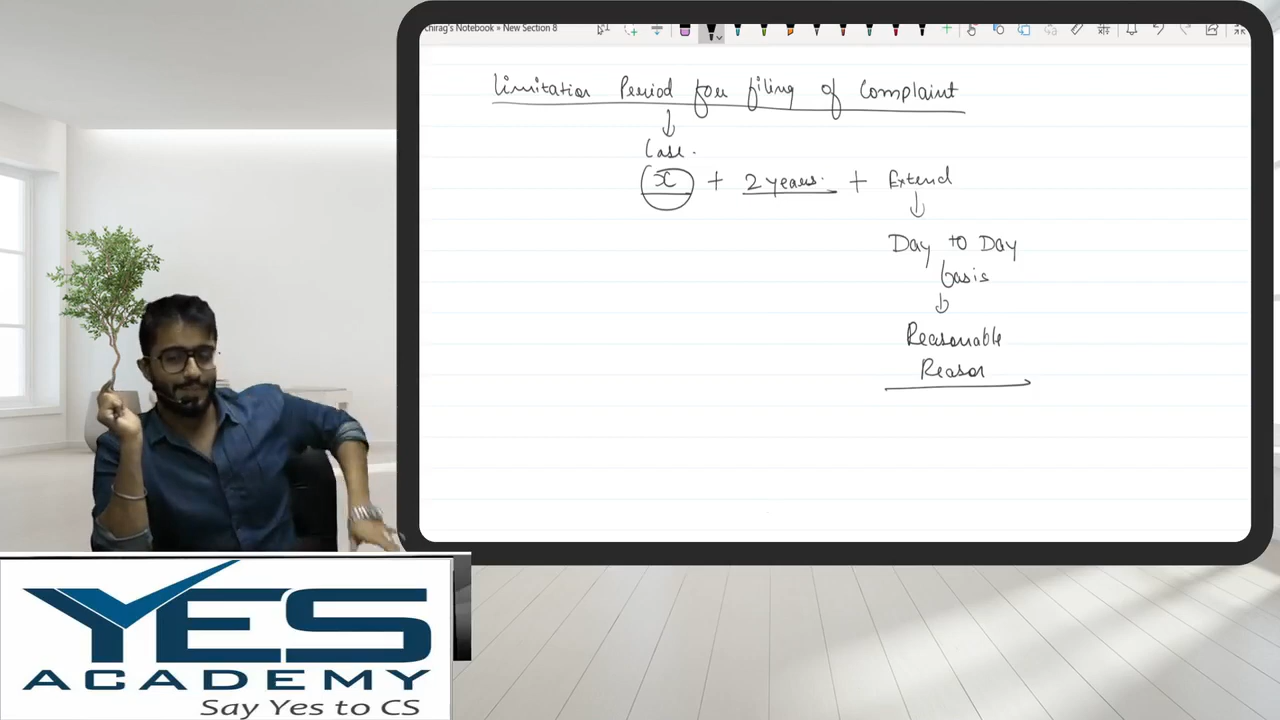 chirag's Notebook » New Section 8
Limitation Period for filing of Complaint
Case.
x + 2 years. + Extend
Day to Day
basis
Reasonable
Reason
YES
ACADEMY
Say Yes to CS